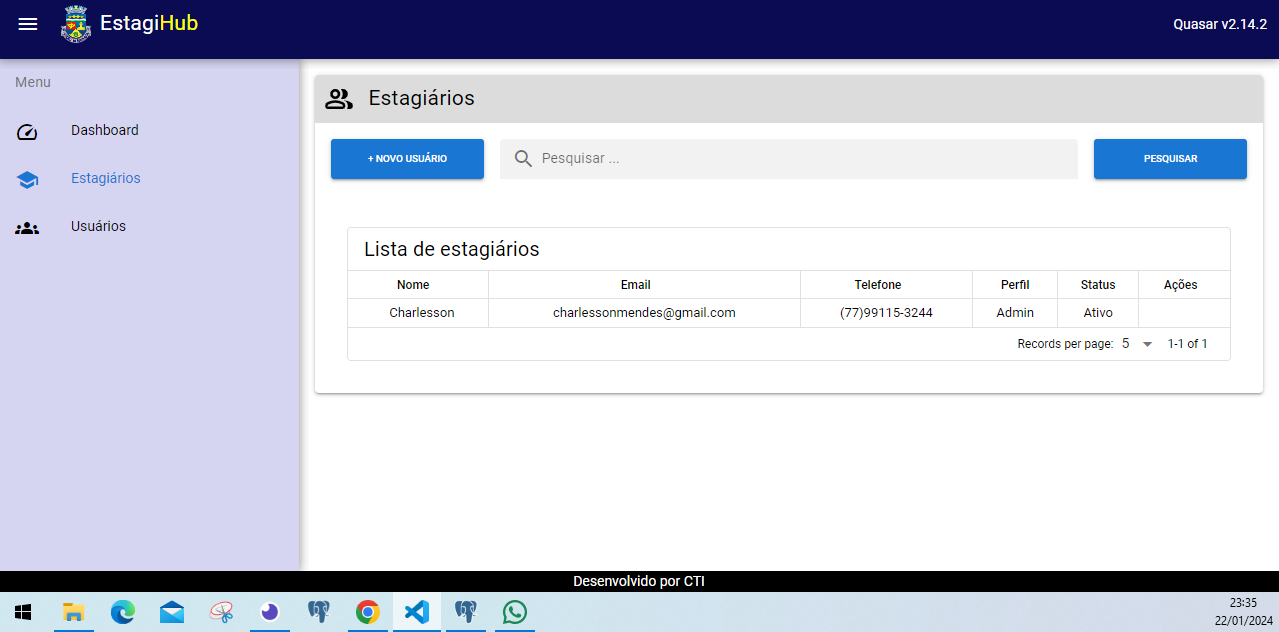 EstagiHub
Quasar v2.14.2
Menu
Dashboard
Estagiários
Usuários
Estagiários
+ NOVO USUÁRIO
Pesquisar ...
PESQUISAR
Lista de estagiários
Nome Email Telefone Perfil Status Ações
Charlesson charlessonmendes@gmail.com (77)99115-3244 Admin Ativo
Records per page: 5 1-1 of 1
Desenvolvido por CTI
23:35
22/01/2024